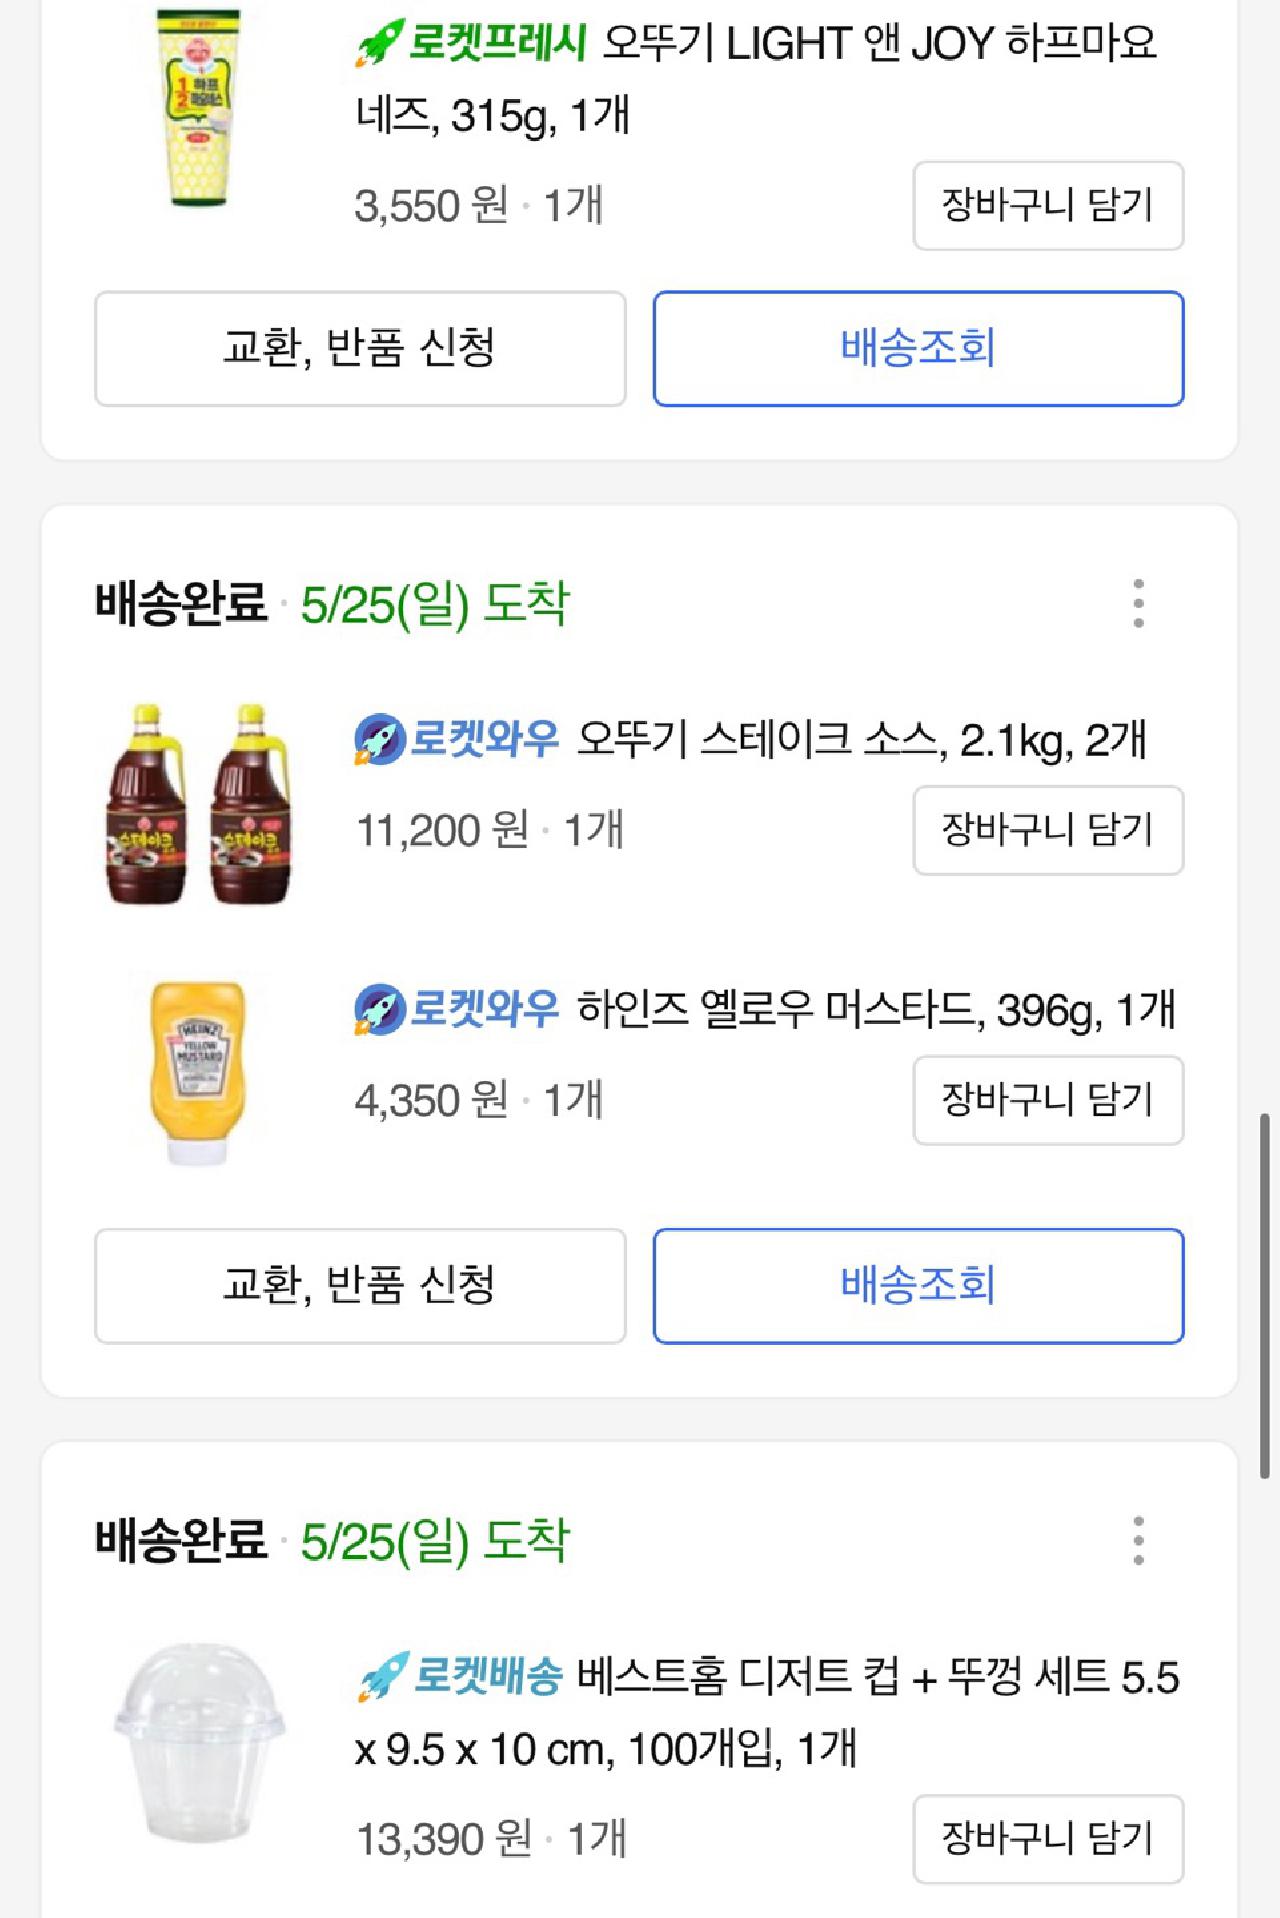 로켓프레시 오뚜기 LIGHT 앤 JOY 하프마요
네즈, 315g, 1개
3,550 원 · 1개
장바구니 담기
교환, 반품 신청
배송조회
배송완료 · 5/25(일) 도착
로켓와우 오뚜기 스테이크 소스, 2.1kg, 2개
11,200 원 · 1개
장바구니 담기
HEINZ
YELLOW
MUSTARD
로켓와우 하인즈 옐로우 머스타드, 396g, 1개
4,350 원 · 1개
장바구니 담기
교환, 반품 신청
배송조회
배송완료 · 5/25(일) 도착
로켓배송 베스트홈 디저트 컵 + 뚜껑 세트 5.5
x 9.5 x 10 cm, 100개입, 1개
13,390 원 · 1개
장바구니 담기